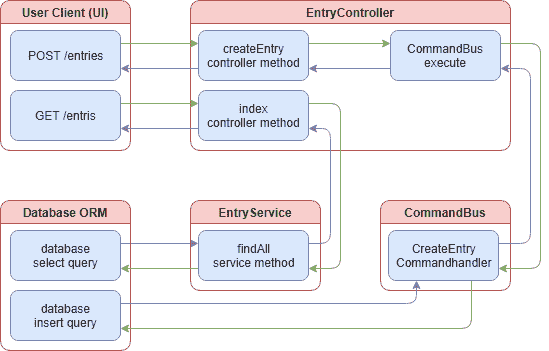 User Client (UI)
EntryController
POST /entries
createEntry
controller method
CommandBus
execute
GET /entris
index
controller method
Database ORM
EntryService
CommandBus
database
select query
findAll
service method
CreateEntry
Commandhandler
database
insert query